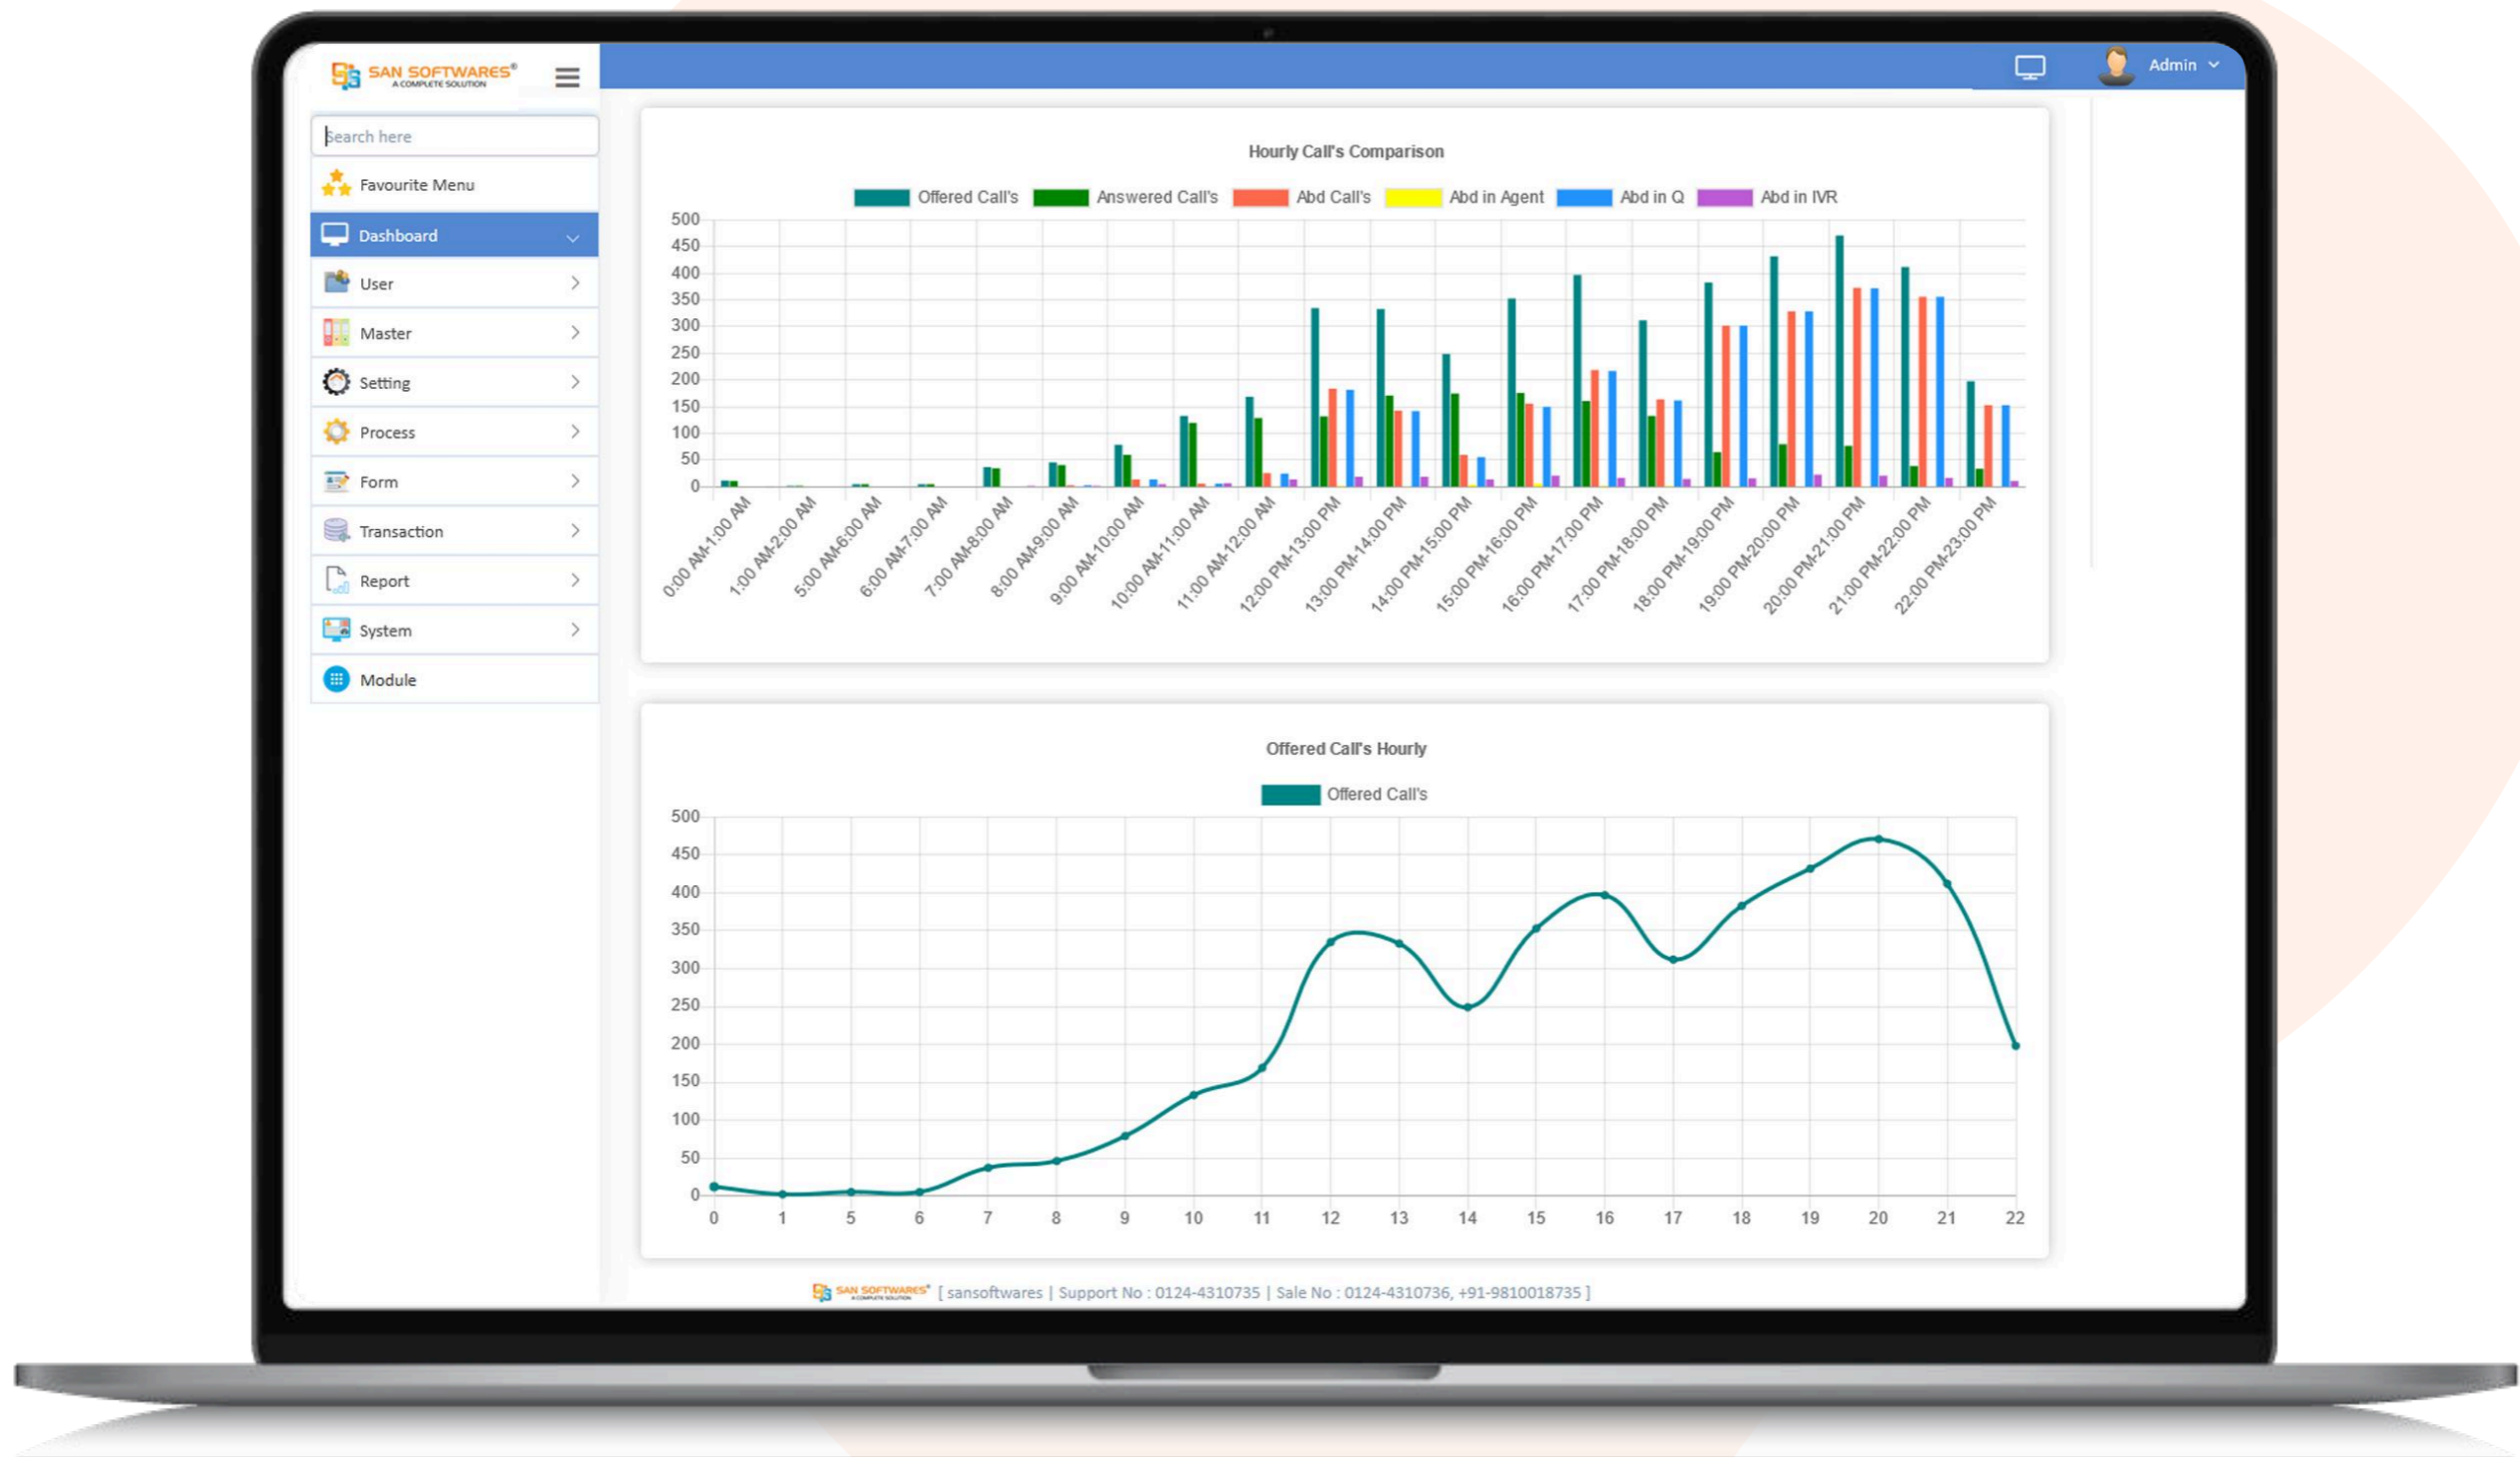 SAN SOFTWARES®
A COMPLETE SOLUTION
Admin
Search here
Favourite Menu
Dashboard
User
Master
Setting
Process
Form
Transaction
Report
System
Module
Hourly Call's Comparison
Offered Call's Answered Call's Abd Call's Abd in Agent Abd in Q Abd in IVR
500
450
400
350
300
250
200
150
100
50
0
0:00 AM-1:00 AM
1:00 AM-2:00 AM
5:00 AM-6:00 AM
6:00 AM-7:00 AM
7:00 AM-8:00 AM
8:00 AM-9:00 AM
9:00 AM-10:00 AM
10:00 AM-11:00 AM
11:00 AM-12:00 AM
12:00 PM-13:00 PM
13:00 PM-14:00 PM
14:00 PM-15:00 PM
15:00 PM-16:00 PM
16:00 PM-17:00 PM
17:00 PM-18:00 PM
18:00 PM-19:00 PM
19:00 PM-20:00 PM
20:00 PM-21:00 PM
21:00 PM-22:00 PM
22:00 PM-23:00 PM
Offered Call's Hourly
Offered Call's
500
450
400
350
300
250
200
150
100
50
0
0 1 5 6 7 8 9 10 11 12 13 14 15 16 17 18 19 20 21 22
SAN SOFTWARES® [ sansoftwares | Support No : 0124-4310735 | Sale No : 0124-4310736, +91-9810018735 ]
A COMPLETE SOLUTION